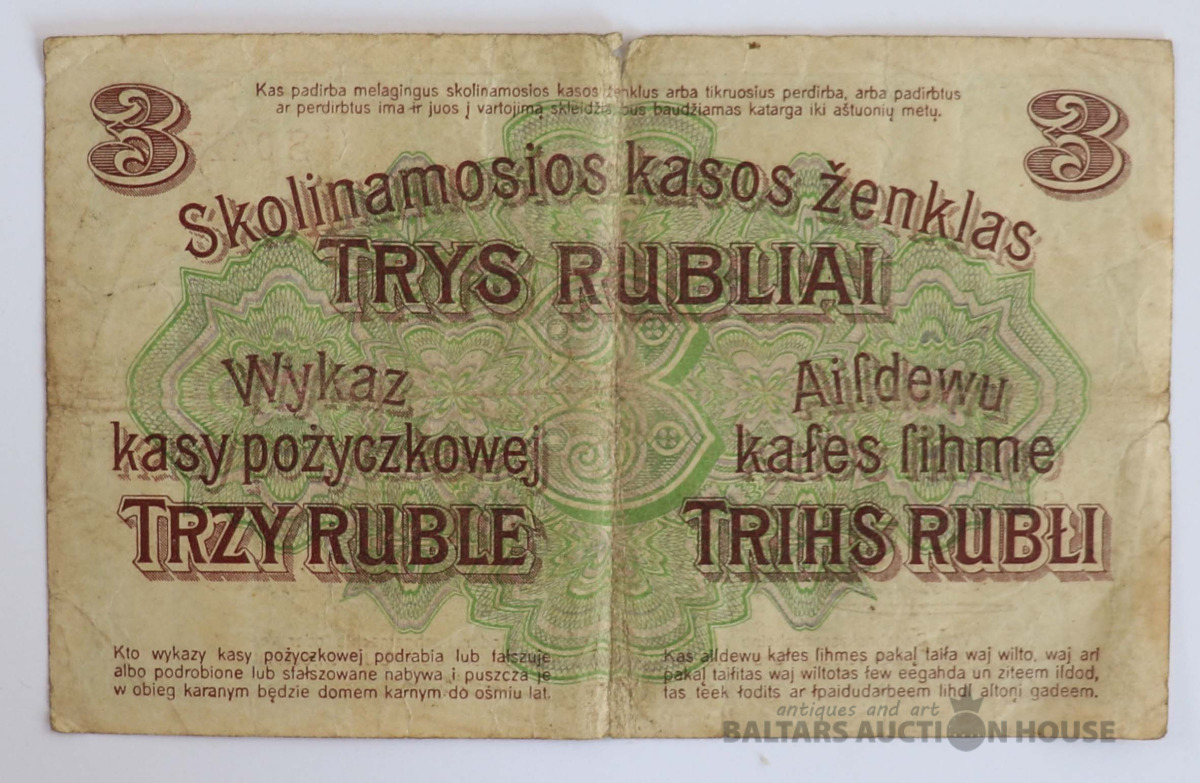 3
3
Kas padirba melagingus skolinamosios kasos ženklus arba tikruosius perdirba, arba padirbtus
ar perdirbtus ima ir juos į vartojimą skleidžia, bus baudžiamas katarga iki aštuonių metų.
Skolinamosios kasos ženklas
TRYS RUBLIAI
Wykaz
kasy pożyczkowej
TRZY RUBLE
Aiſdewu
kaſes ſihme
TRIHS RUBłI
Kto wykazy kasy pożyczkowej podrabia lub fałszuje
albo podrobione lub sfałszowane nabywa i puszcza je
w obieg karanym będzie domem karnym do ośmiu lat.
Kas aiſdewu kaſes ſihmes pakaļ taiſa waj wilto, waj arī
pakaļ taiſitas waj wiltotas ſew eegahda un ziteem iſdod,
tas teek ſodits ar ſpaidudarbeem lihdſ aſtoņi gadeem.
antiques and art
BALTARS AUCTION HOUSE